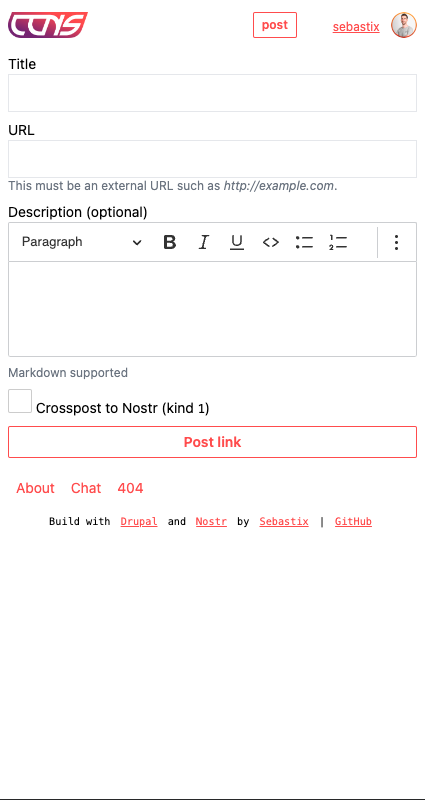 CCNS
post
sebastix
Title
URL
This must be an external URL such as http://example.com.
Description (optional)
Paragraph
Markdown supported
Crosspost to Nostr (kind 1)
Post link
About Chat 404
Build with Drupal and Nostr by Sebastix | GitHub